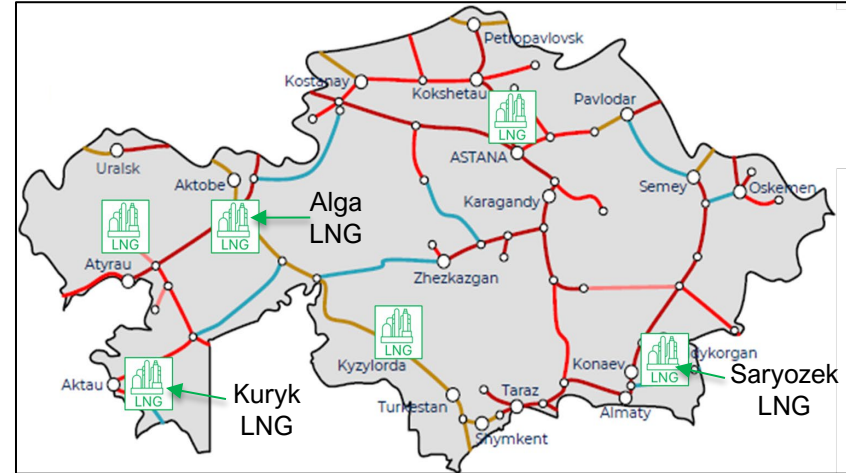 Petropavlovsk
Kostanay
Kokshetau
Pavlodar
LNG
ASTANA
Uralsk
Aktobe
Semey
Oskemen
Karagandy
Alga
LNG
LNG
LNG
Atyrau
Zhezkazgan
LNG
Kyzylorda
Konaev
dykorgan
LNG
Saryozek
LNG
Aktau
LNG
Kuryk
LNG
Turkestan
Taraz
Almaty
Shymkent